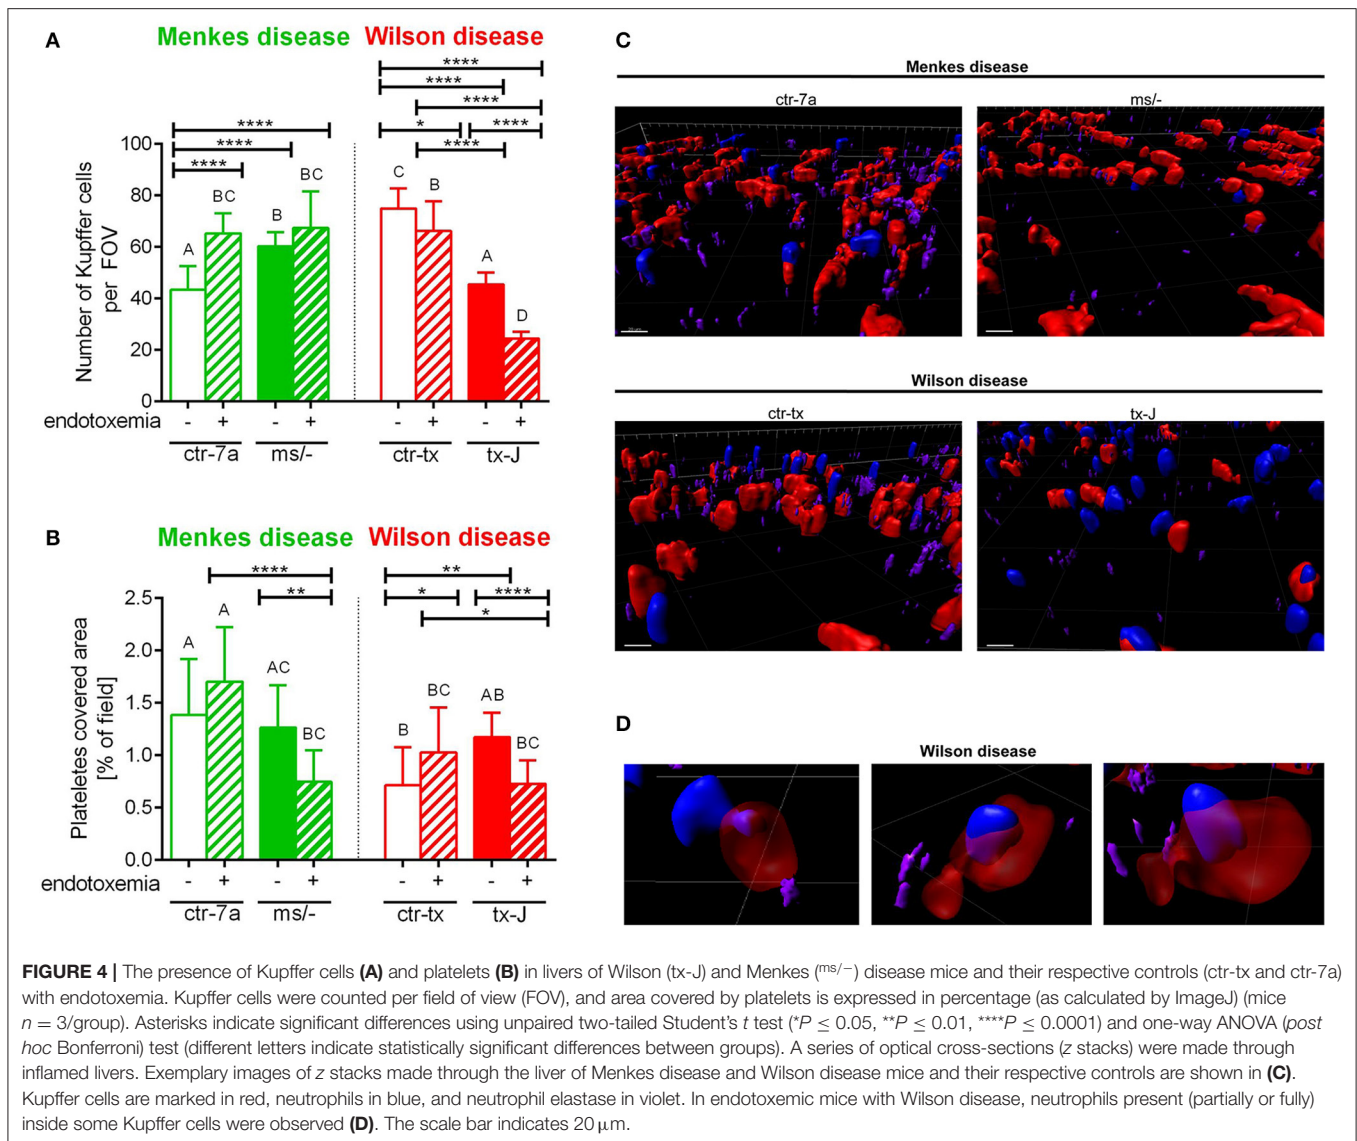 A
Menkes disease Wilson disease
****
****
****
* ****
****
****
****
****
Number of Kupffer cells
per FOV
100
80
60
40
20
0
A BC B BC C B A D
endotoxemia - + - + - + - +
ctr-7a ms/- ctr-tx tx-J
B
Menkes disease Wilson disease
**** **
** * ****
*
Plateletes covered area
[% of field]
2.5
2.0
1.5
1.0
0.5
0.0
A A AC BC B BC AB BC
endotoxemia - + - + - + - +
ctr-7a ms/- ctr-tx tx-J
C
Menkes disease
ctr-7a ms/-
Wilson disease
ctr-tx tx-J
D
Wilson disease
FIGURE 4 | The presence of Kupffer cells (A) and platelets (B) in livers of Wilson (tx-J) and Menkes (ms/−) disease mice and their respective controls (ctr-tx and ctr-7a)
with endotoxemia. Kupffer cells were counted per field of view (FOV), and area covered by platelets is expressed in percentage (as calculated by ImageJ) (mice
n = 3/group). Asterisks indicate significant differences using unpaired two-tailed Student's t test (*P ≤ 0.05, **P ≤ 0.01, ****P ≤ 0.0001) and one-way ANOVA (post
hoc Bonferroni) test (different letters indicate statistically significant differences between groups). A series of optical cross-sections (z stacks) were made through
inflamed livers. Exemplary images of z stacks made through the liver of Menkes disease and Wilson disease mice and their respective controls are shown in (C).
Kupffer cells are marked in red, neutrophils in blue, and neutrophil elastase in violet. In endotoxemic mice with Wilson disease, neutrophils present (partially or fully)
inside some Kupffer cells were observed (D). The scale bar indicates 20 μm.